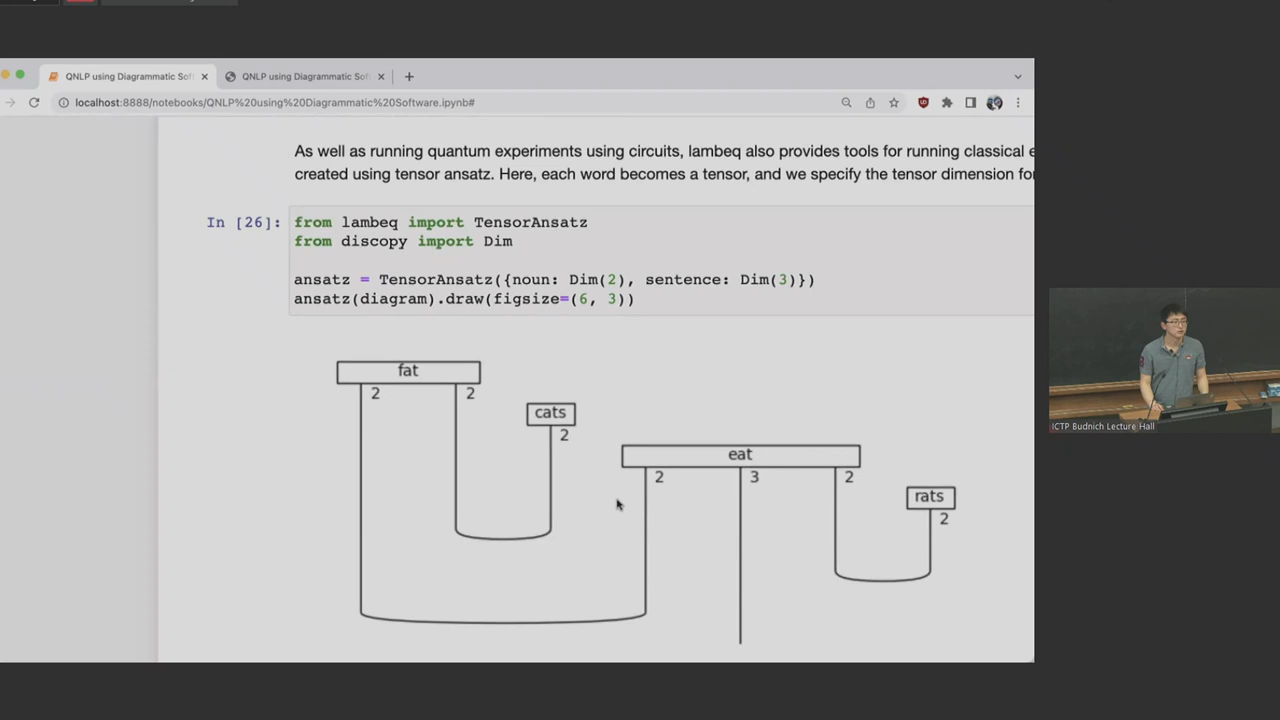 QNLP using Diagrammatic Sof
QNLP using Diagrammatic Sof
localhost:8888/notebooks/QNLP%20using%20Diagrammatic%20Software.ipynb#
As well as running quantum experiments using circuits, lambeq also provides tools for running classical e
created using tensor ansatz. Here, each word becomes a tensor, and we specify the tensor dimension fo
In [26]:
from lambeq import TensorAnsatz
from discopy import Dim
ansatz = TensorAnsatz({noun: Dim(2), sentence: Dim(3)})
ansatz(diagram).draw(figsize=(6, 3))
fat
2 2
cats
2
eat
2 3 2
rats
2
ICTP Budnich Lecture Hall